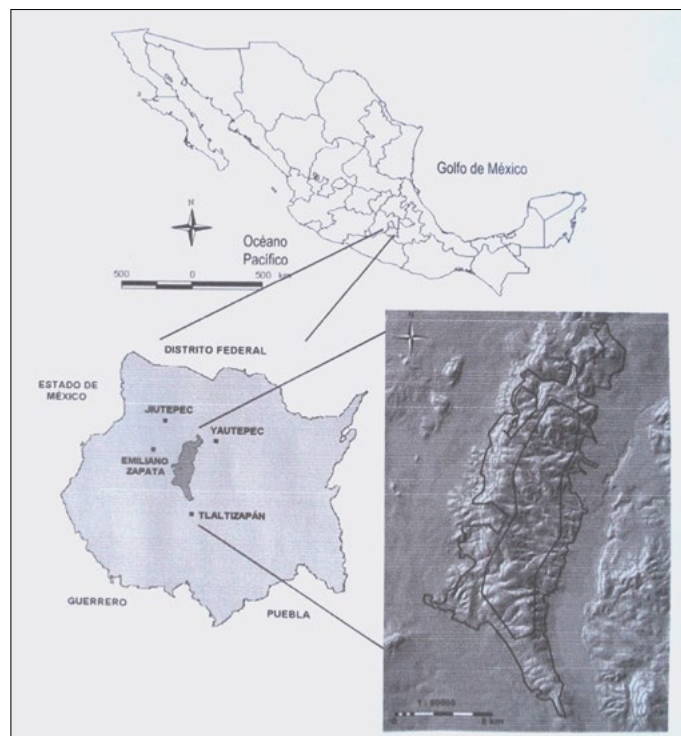 Golfo de México
N
Océano
Pacífico
500 0 500 km
DISTRITO FEDERAL
ESTADO DE
MÉXICO
JIUTEPEC
YAUTEPEC
EMILIANO
ZAPATA
TLALTIZAPÁN
GUERRERO
PUEBLA
N
0 km